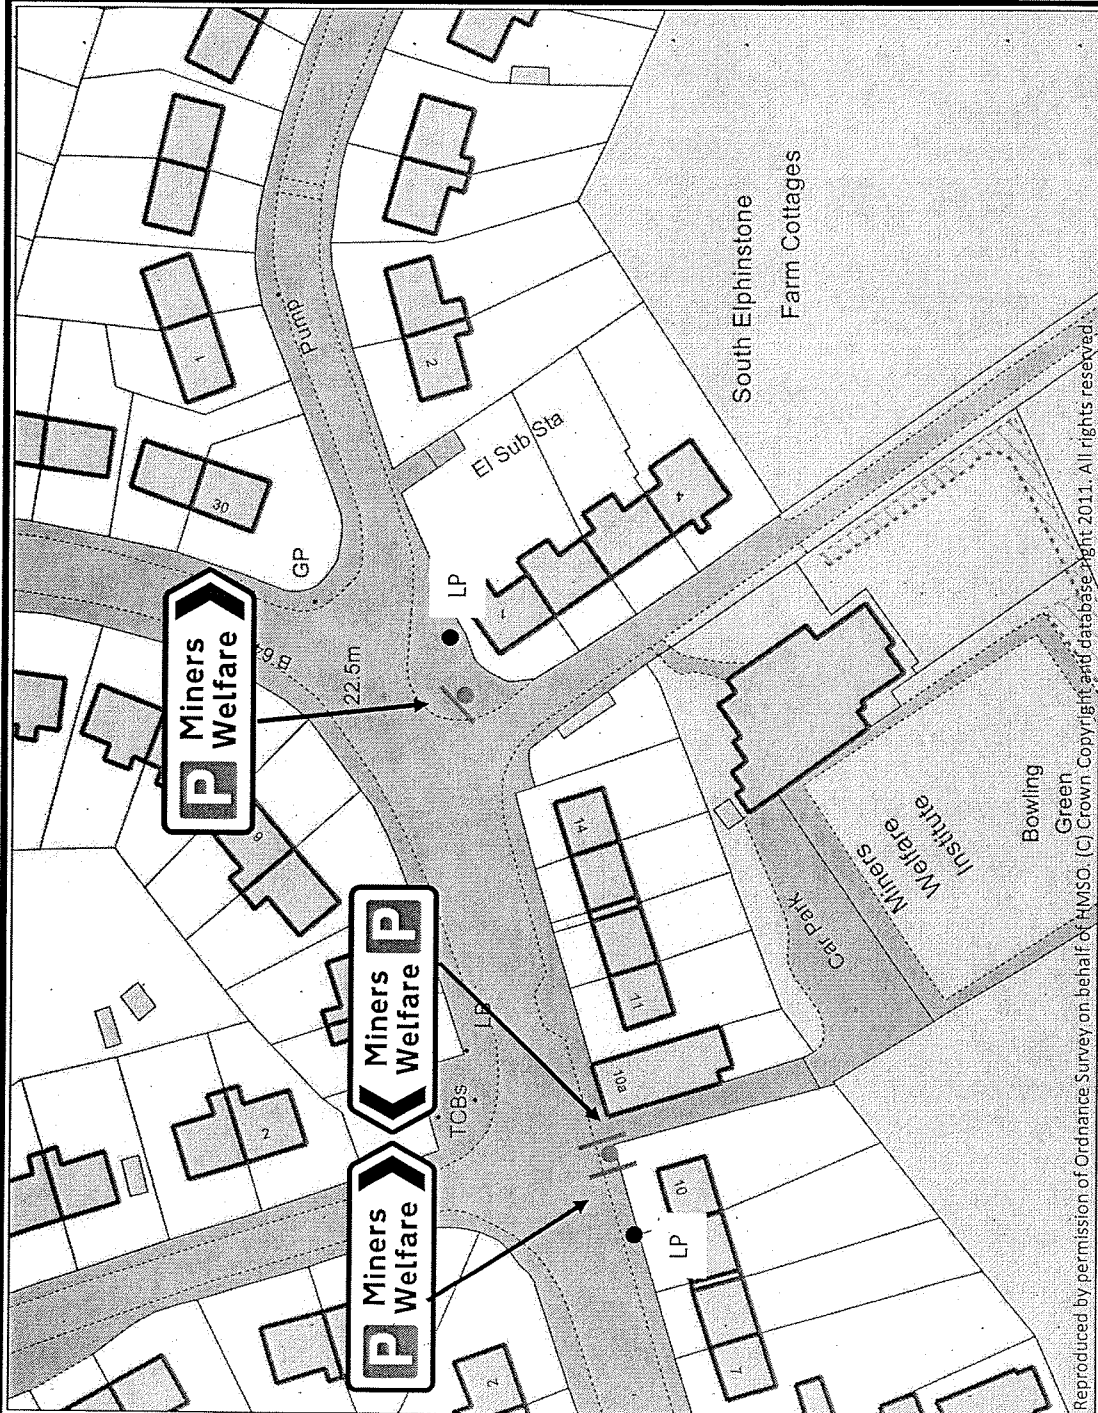 Miners
Welfare
P
Miners
Welfare
P
P
Miners
Welfare
South Elphinstone
Farm Cottages
Pump
El Sub Sta
GP
LP
22.5m
LB
TCBs
LP
Car Park
Miners
Welfare
Institute
Bowling
Green
1
2
30
4
1
6
14
11
10a
10
7
2
2
Reproduced by permission of Ordnance Survey on behalf of HMSO. (C) Crown Copyright and database right 2011. All rights reserved.